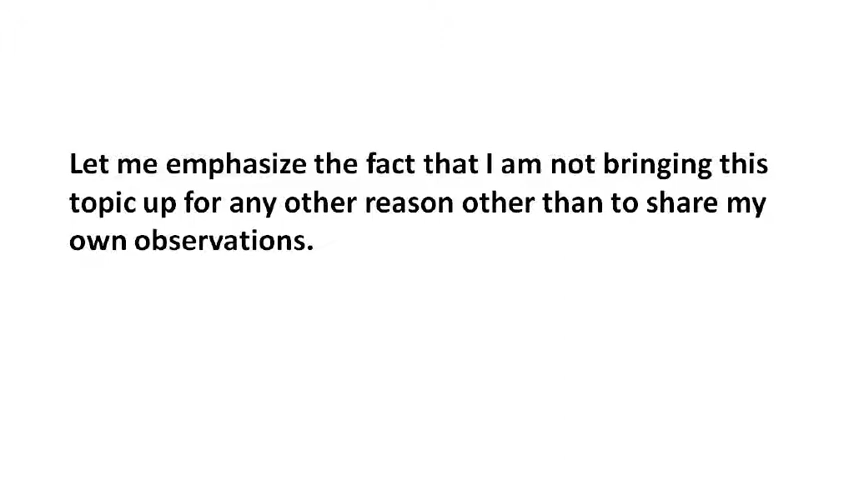 Let me emphasize the fact that I am not bringing this
topic up for any other reason other than to share my
own observations.